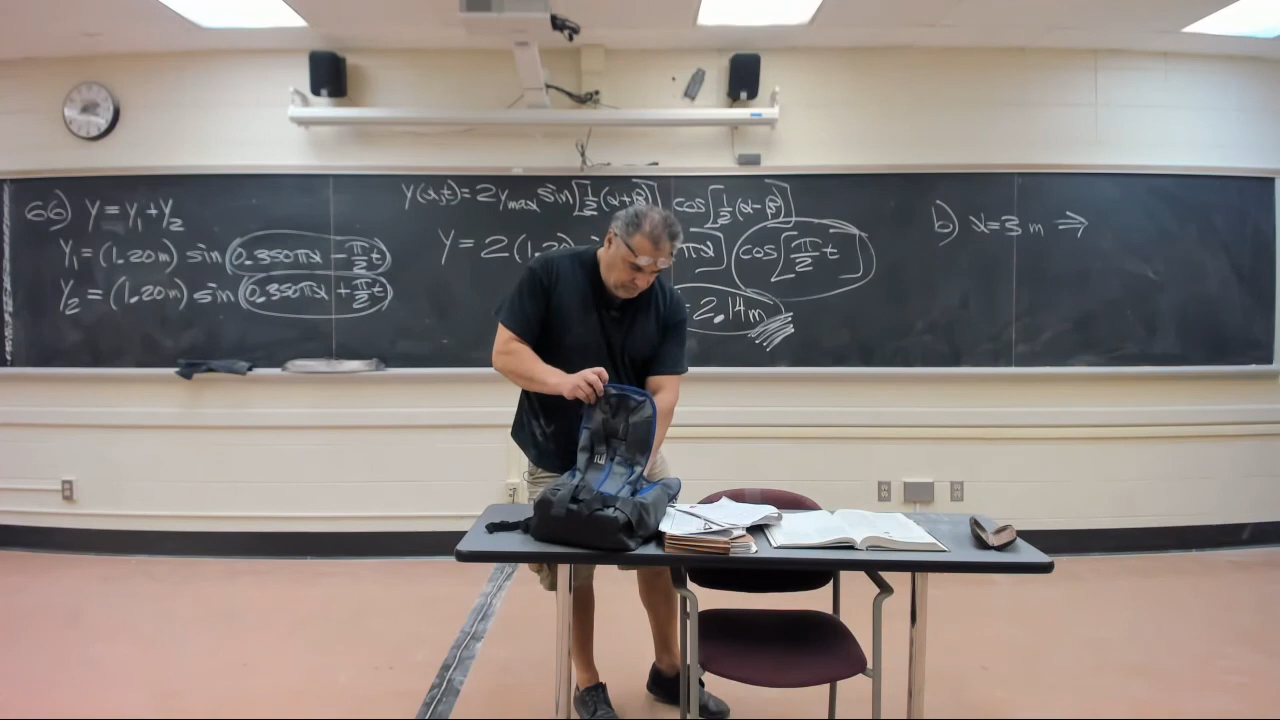 66) Y = Y₁ + Y₂
Y₁ = (1.20m) sin (0.350πx - π/2 t)
Y₂ = (1.20m) sin (0.350πx + π/2 t)
Y(x,t) = 2Ymax sin[½(α+β)] cos[½(α-β)]
Y = 2(1.20 πx] cos[π/2 t]
= 2.14m
b) x = 3 m ⇒